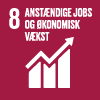 8 ANSTÆNDIGE JOBS
OG ØKONOMISK
VÆKST